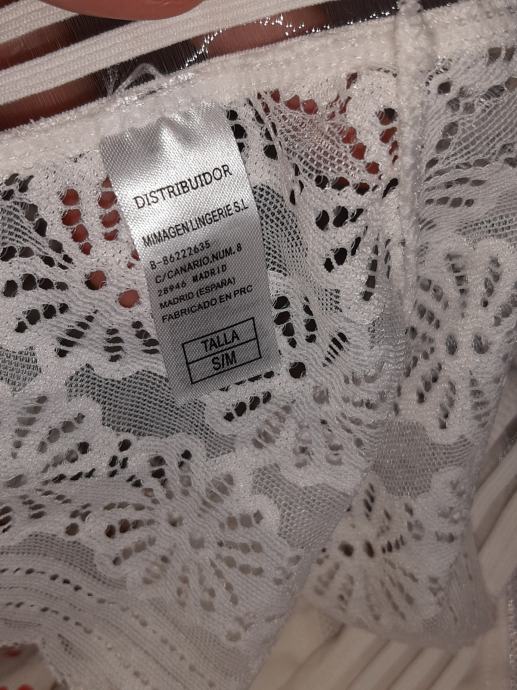 DISTRIBUIDOR
MIMAGEN LINGERIE S.L
B-86222635
C/CANARIO.NUM.8
28946 MADRID
MADRID (ESPAÑA)
FABRICADO EN PRC
TALLA
S/M